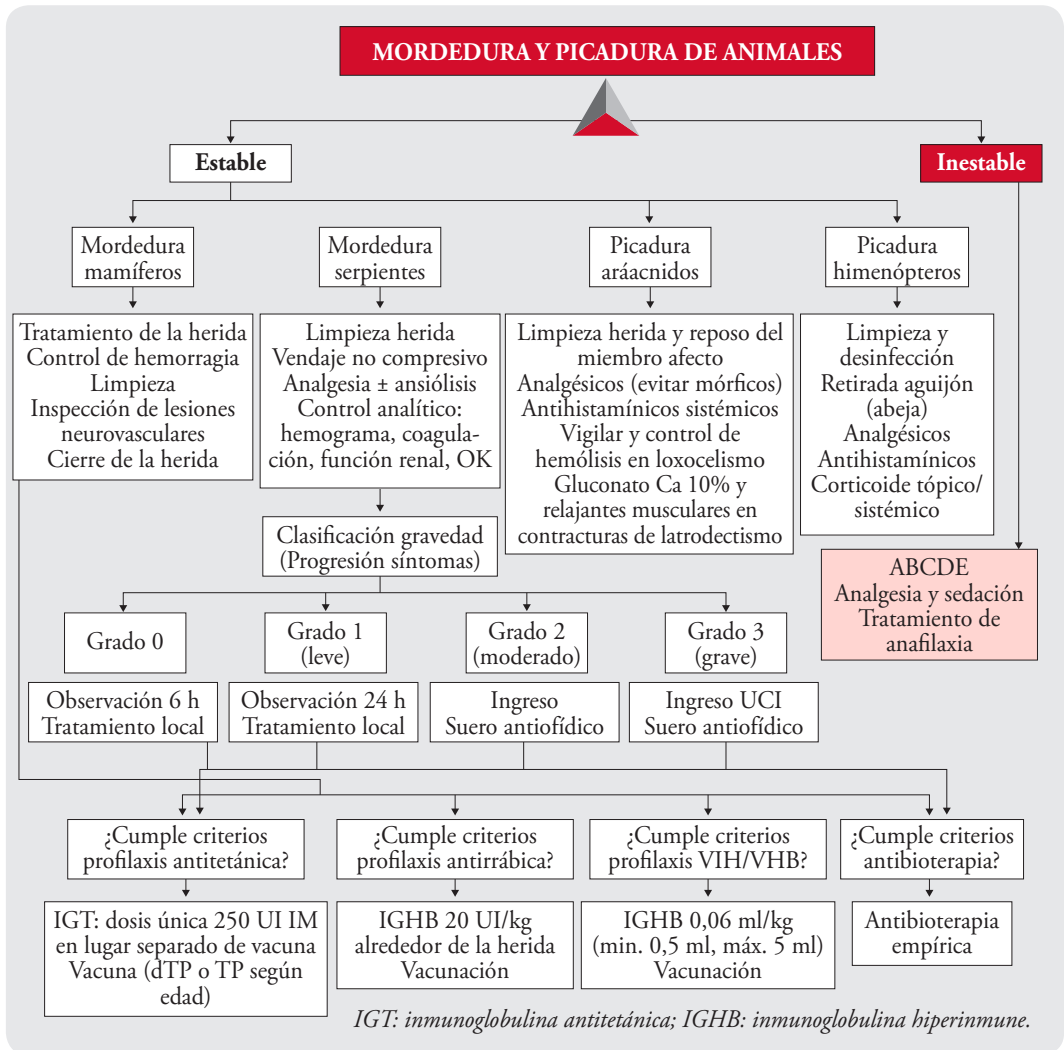 MORDEDURA Y PICADURA DE ANIMALES
Estable
Inestable
Mordedura
mamíferos
Mordedura
serpientes
Picadura
aráacnidos
Picadura
himenópteros
Tratamiento de la herida
Control de hemorragia
Limpieza
Inspección de lesiones
neurovasculares
Cierre de la herida
Limpieza herida
Vendaje no compresivo
Analgesia ± ansiólisis
Control analítico:
hemograma, coagula-
ción, función renal, OK
Limpieza herida y reposo del
miembro afecto
Analgésicos (evitar mórficos)
Antihistamínicos sistémicos
Vigilar y control de
hemólisis en loxocelismo
Gluconato Ca 10% y
relajantes musculares en
contracturas de latrodectismo
Limpieza y
desinfección
Retirada aguijón
(abeja)
Analgésicos
Antihistamínicos
Corticoide tópico/
sistémico
Clasificación gravedad
(Progresión síntomas)
ABCDE
Analgesia y sedación
Tratamiento de
anafilaxia
Grado 0
Grado 1
(leve)
Grado 2
(moderado)
Grado 3
(grave)
Observación 6 h
Tratamiento local
Observación 24 h
Tratamiento local
Ingreso
Suero antiofídico
Ingreso UCI
Suero antiofídico
¿Cumple criterios
profilaxis antitetánica?
¿Cumple criterios
profilaxis antirrábica?
¿Cumple criterios
profilaxis VIH/VHB?
¿Cumple criterios
antibioterapia?
IGT: dosis única 250 UI IM
en lugar separado de vacuna
Vacuna (dTP o TP según
edad)
IGHB 20 UI/kg
alrededor de la herida
Vacunación
IGHB 0,06 ml/kg
(min. 0,5 ml, máx. 5 ml)
Vacunación
Antibioterapia
empírica
IGT: inmunoglobulina antitetánica; IGHB: inmunoglobulina hiperinmune.